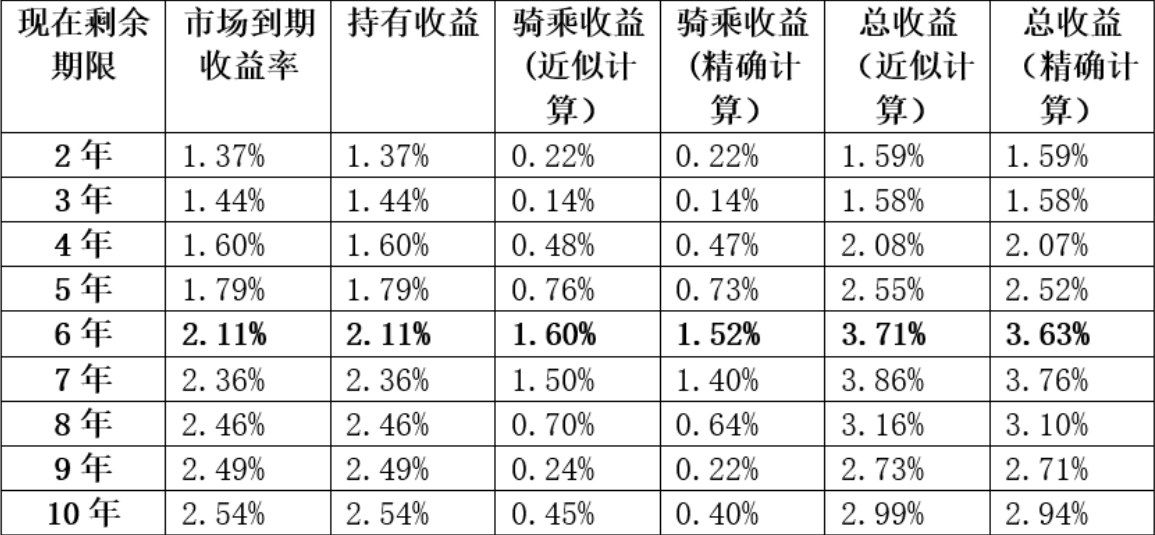 现在剩余期限 市场到期收益率 持有收益 骑乘收益(近似计算） 骑乘收益(精确计算） 总收益（近似计算） 总收益（精确计算）
2年 1.37% 1.37% 0.22% 0.22% 1.59% 1.59%
3年 1.44% 1.44% 0.14% 0.14% 1.58% 1.58%
4年 1.60% 1.60% 0.48% 0.47% 2.08% 2.07%
5年 1.79% 1.79% 0.76% 0.73% 2.55% 2.52%
6年 2.11% 2.11% 1.60% 1.52% 3.71% 3.63%
7年 2.36% 2.36% 1.50% 1.40% 3.86% 3.76%
8年 2.46% 2.46% 0.70% 0.64% 3.16% 3.10%
9年 2.49% 2.49% 0.24% 0.22% 2.73% 2.71%
10年 2.54% 2.54% 0.45% 0.40% 2.99% 2.94%